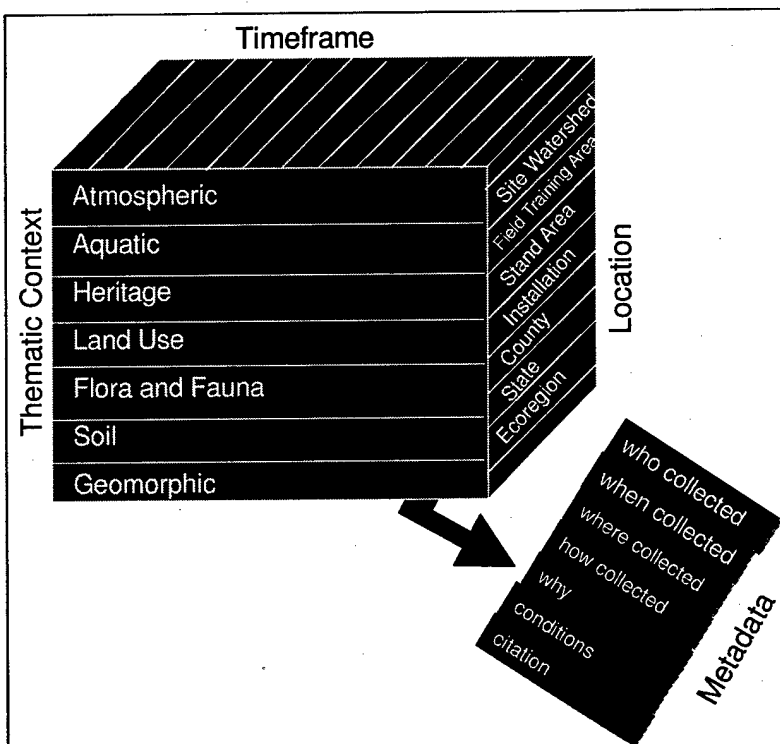 Timeframe
Thematic Context
Atmospheric
Aquatic
Heritage
Land Use
Flora and Fauna
Soil
Geomorphic
Site Watershed
Field Training Area
Stand Area
Installation
County
State
Ecoregion
Location
who collected
when collected
where collected
how collected
why
conditions
citation
Metadata